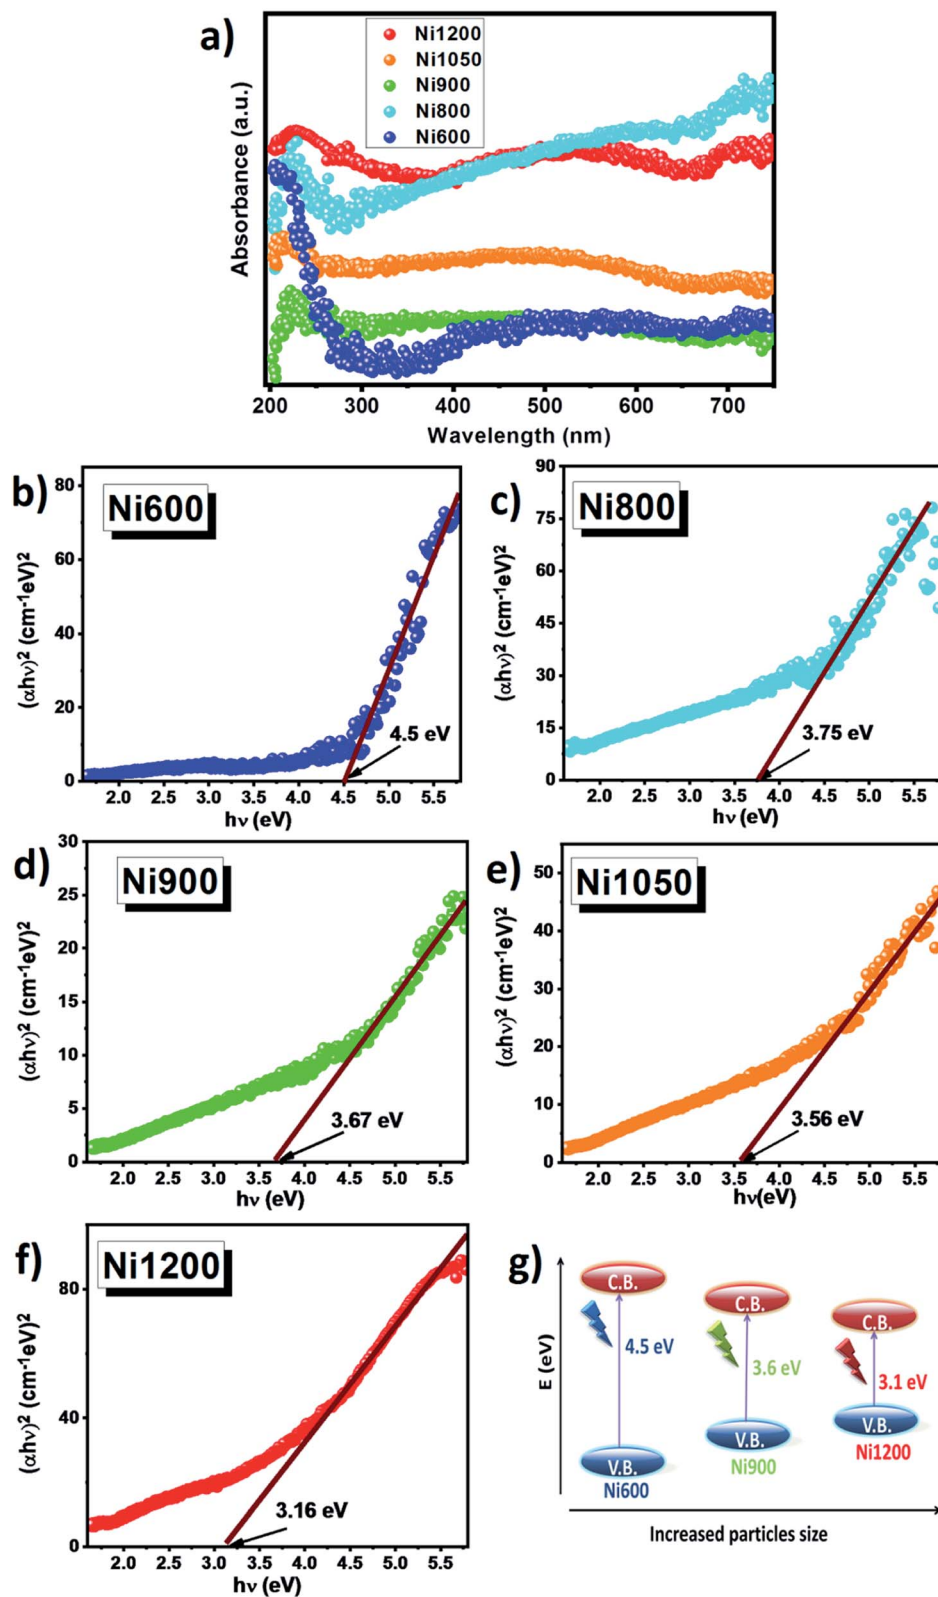 a)
Ni1200
Ni1050
Ni900
Ni800
Ni600
Absorbance (a.u.)
200 300 400 500 600 700
Wavelength (nm)
b)
Ni600
(αhν)² (cm⁻¹eV)²
80
60
40
20
0
4.5 eV
2.0 2.5 3.0 3.5 4.0 4.5 5.0 5.5
hν (eV)
c)
Ni800
(αhν)² (cm⁻¹eV)²
90
75
60
45
30
15
0
3.75 eV
2.0 2.5 3.0 3.5 4.0 4.5 5.0 5.5
hν (eV)
d)
Ni900
(αhν)² (cm⁻¹eV)²
30
25
20
15
10
5
0
3.67 eV
2.0 2.5 3.0 3.5 4.0 4.5 5.0 5.5
hν (eV)
e)
Ni1050
(αhν)² (cm⁻¹eV)²
50
40
30
20
10
0
3.56 eV
2.0 2.5 3.0 3.5 4.0 4.5 5.0 5.5
hν(eV)
f)
Ni1200
(αhν)² (cm⁻¹eV)²
80
40
0
3.16 eV
2.0 2.5 3.0 3.5 4.0 4.5 5.0 5.5
hν (eV)
g)
E (eV)
C.B.
4.5 eV
V.B.
Ni600
C.B.
3.6 eV
V.B.
Ni900
C.B.
3.1 eV
V.B.
Ni1200
Increased particles size